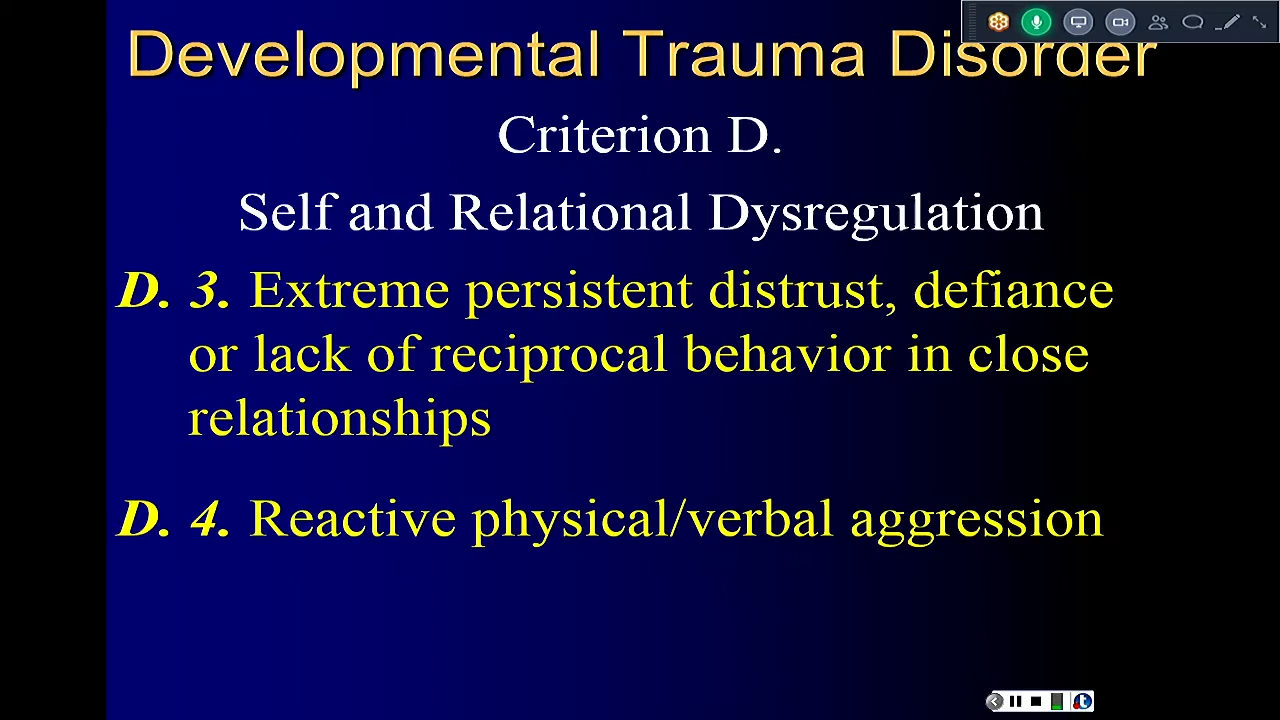 Developmental Trauma Disorder
Criterion D.
Self and Relational Dysregulation
D. 3. Extreme persistent distrust, defiance
or lack of reciprocal behavior in close
relationships
D. 4. Reactive physical/verbal aggression